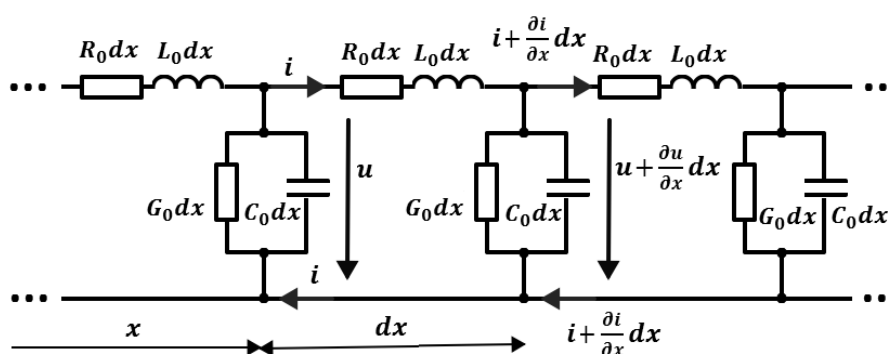 R₀dx L₀dx i R₀dx L₀dx i + ∂i/∂x dx R₀dx L₀dx
G₀dx C₀dx u G₀dx C₀dx u + ∂u/∂x dx G₀dx C₀dx
i
x dx i + ∂i/∂x dx